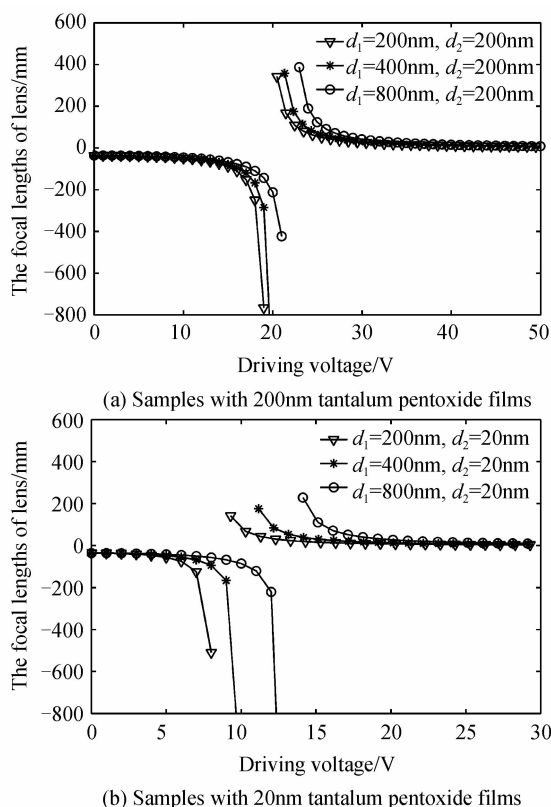 600
400
200
0
−200
−400
−600
−800
The focal lengths of lens/mm
d1=200nm, d2=200nm
d1=400nm, d2=200nm
d1=800nm, d2=200nm
0 10 20 30 40 50
Driving voltage/V
(a) Samples with 200nm tantalum pentoxide films
600
400
200
0
−200
−400
−600
−800
The focal lengths of lens/mm
d1=200nm, d2=20nm
d1=400nm, d2=20nm
d1=800nm, d2=20nm
0 5 10 15 20 25 30
Driving voltage/V
(b) Samples with 20nm tantalum pentoxide films